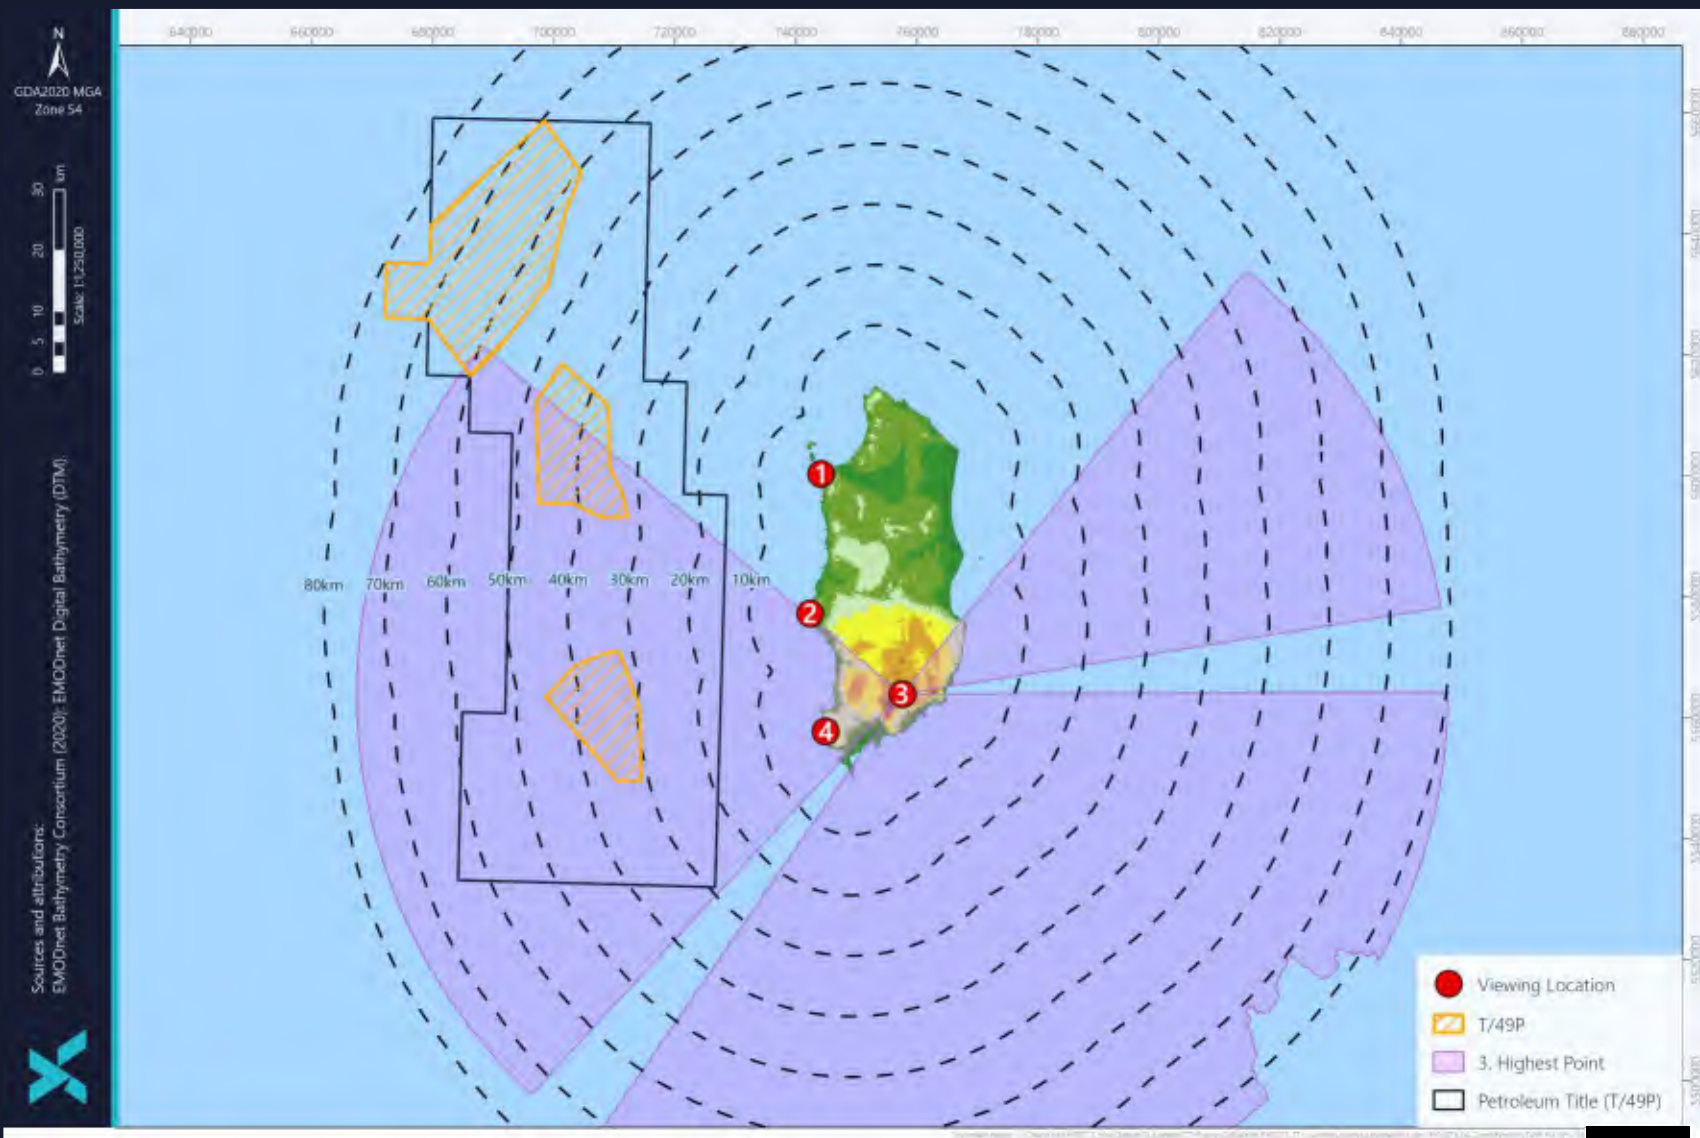 640000 660000 680000 700000 720000 740000 760000 780000 800000 820000 840000 860000 880000
N
GDA2020 MGA
Zone 54
0 5 10 20 30 km
Scale: 1:1,250,000
Sources and attributions:
EMODnet Bathymetry Consortium (2020): EMODnet Digital Bathymetry (DTM).
1
2
3
4
80km 70km 60km 50km 40km 30km 20km 10km
Viewing Location
T/49P
3. Highest Point
Petroleum Title (T/49P)